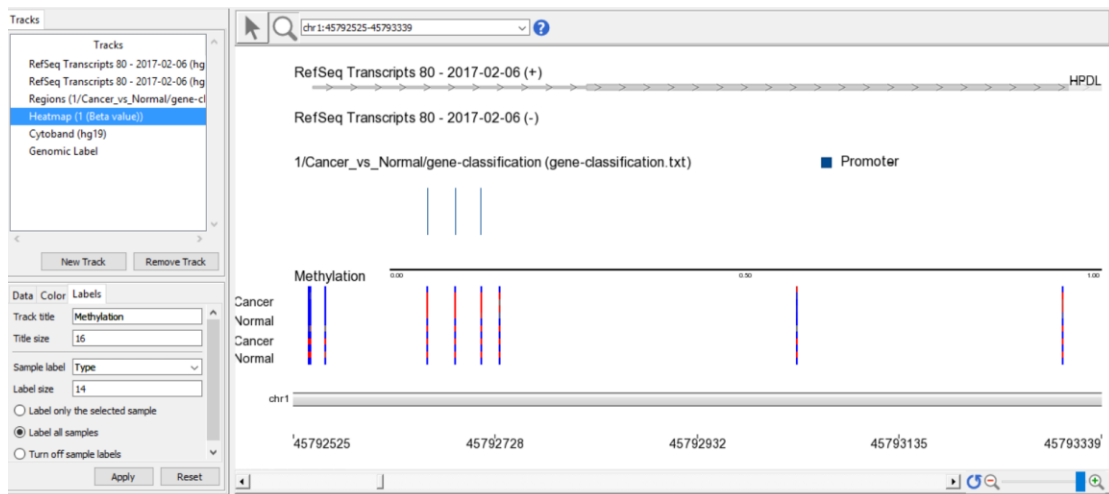 Tracks
Tracks
RefSeq Transcripts 80 - 2017-02-06 (hg
RefSeq Transcripts 80 - 2017-02-06 (hg
Regions (1/Cancer_vs_Normal/gene-cl
Heatmap (1 (Beta value))
Cytoband (hg19)
Genomic Label
New Track Remove Track
Data Color Labels
Track title Methylation
Title size 16
Sample label Type
Label size 14
Label only the selected sample
Label all samples
Turn off sample labels
Apply Reset
chr1:45792525-45793339
RefSeq Transcripts 80 - 2017-02-06 (+)
HPDL
RefSeq Transcripts 80 - 2017-02-06 (-)
1/Cancer_vs_Normal/gene-classification (gene-classification.txt) Promoter
Methylation 0.00 0.50 1.00
Cancer
Normal
Cancer
Normal
chr1
45792525 45792728 45792932 45793135 45793339